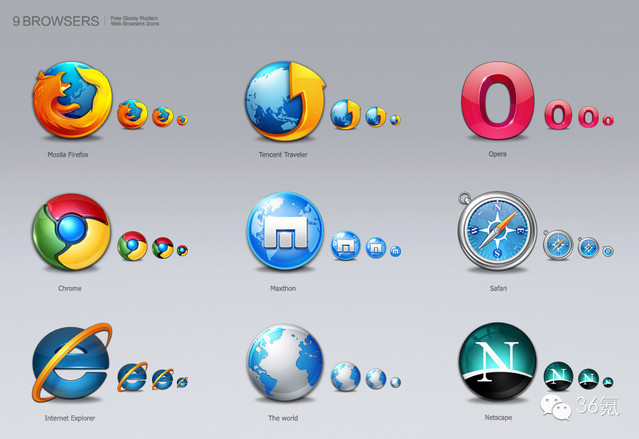 9 BROWSERS
Free Glossy Modern
Web Browsers Icons
Mozila Firefox
Tencent Traveler
Opera
Chrome
Maxthon
Safari
Internet Explorer
The world
Netscape
36氪